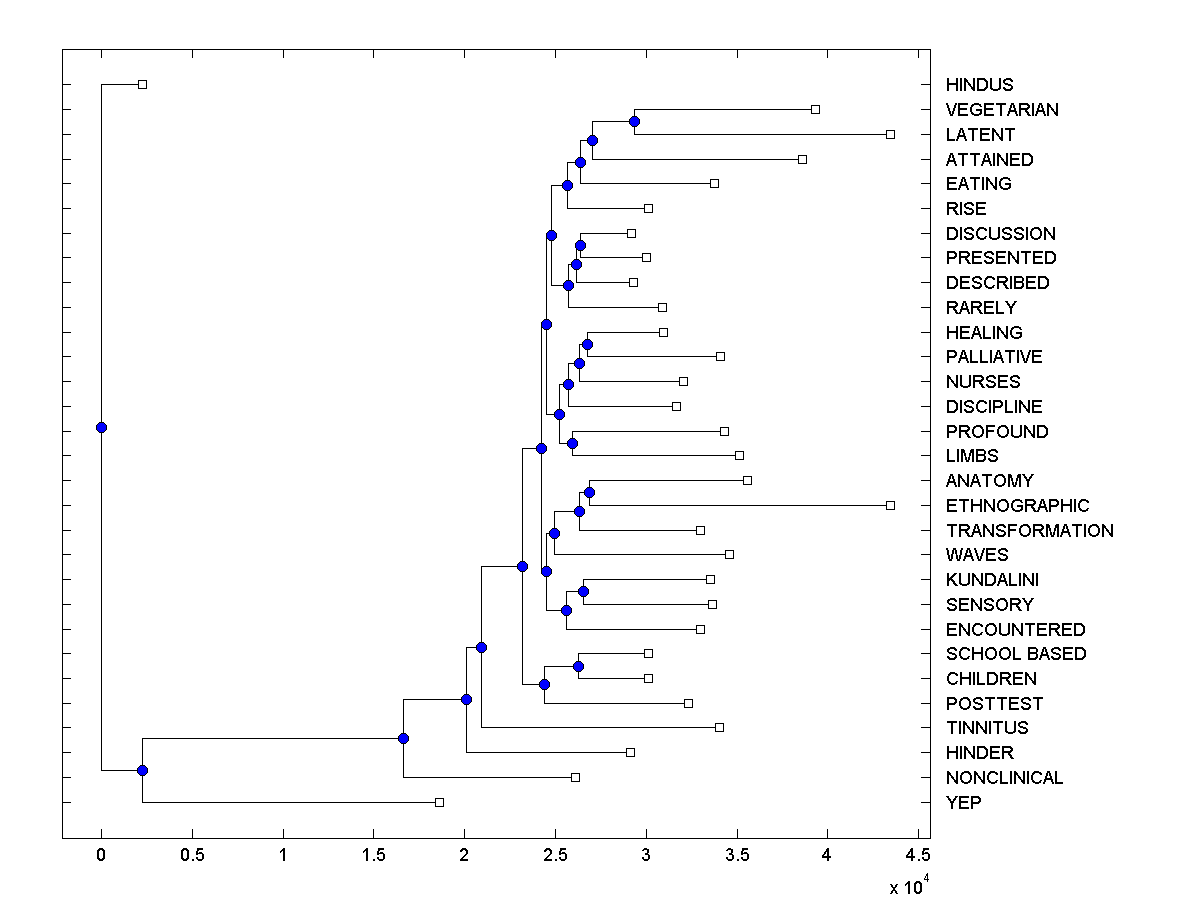 HINDUS
VEGETARIAN
LATENT
ATTAINED
EATING
RISE
DISCUSSION
PRESENTED
DESCRIBED
RARELY
HEALING
PALLIATIVE
NURSES
DISCIPLINE
PROFOUND
LIMBS
ANATOMY
ETHNOGRAPHIC
TRANSFORMATION
WAVES
KUNDALINI
SENSORY
ENCOUNTERED
SCHOOL BASED
CHILDREN
POSTTEST
TINNITUS
HINDER
NONCLINICAL
YEP
0 0.5 1 1.5 2 2.5 3 3.5 4 4.5
x 10^4